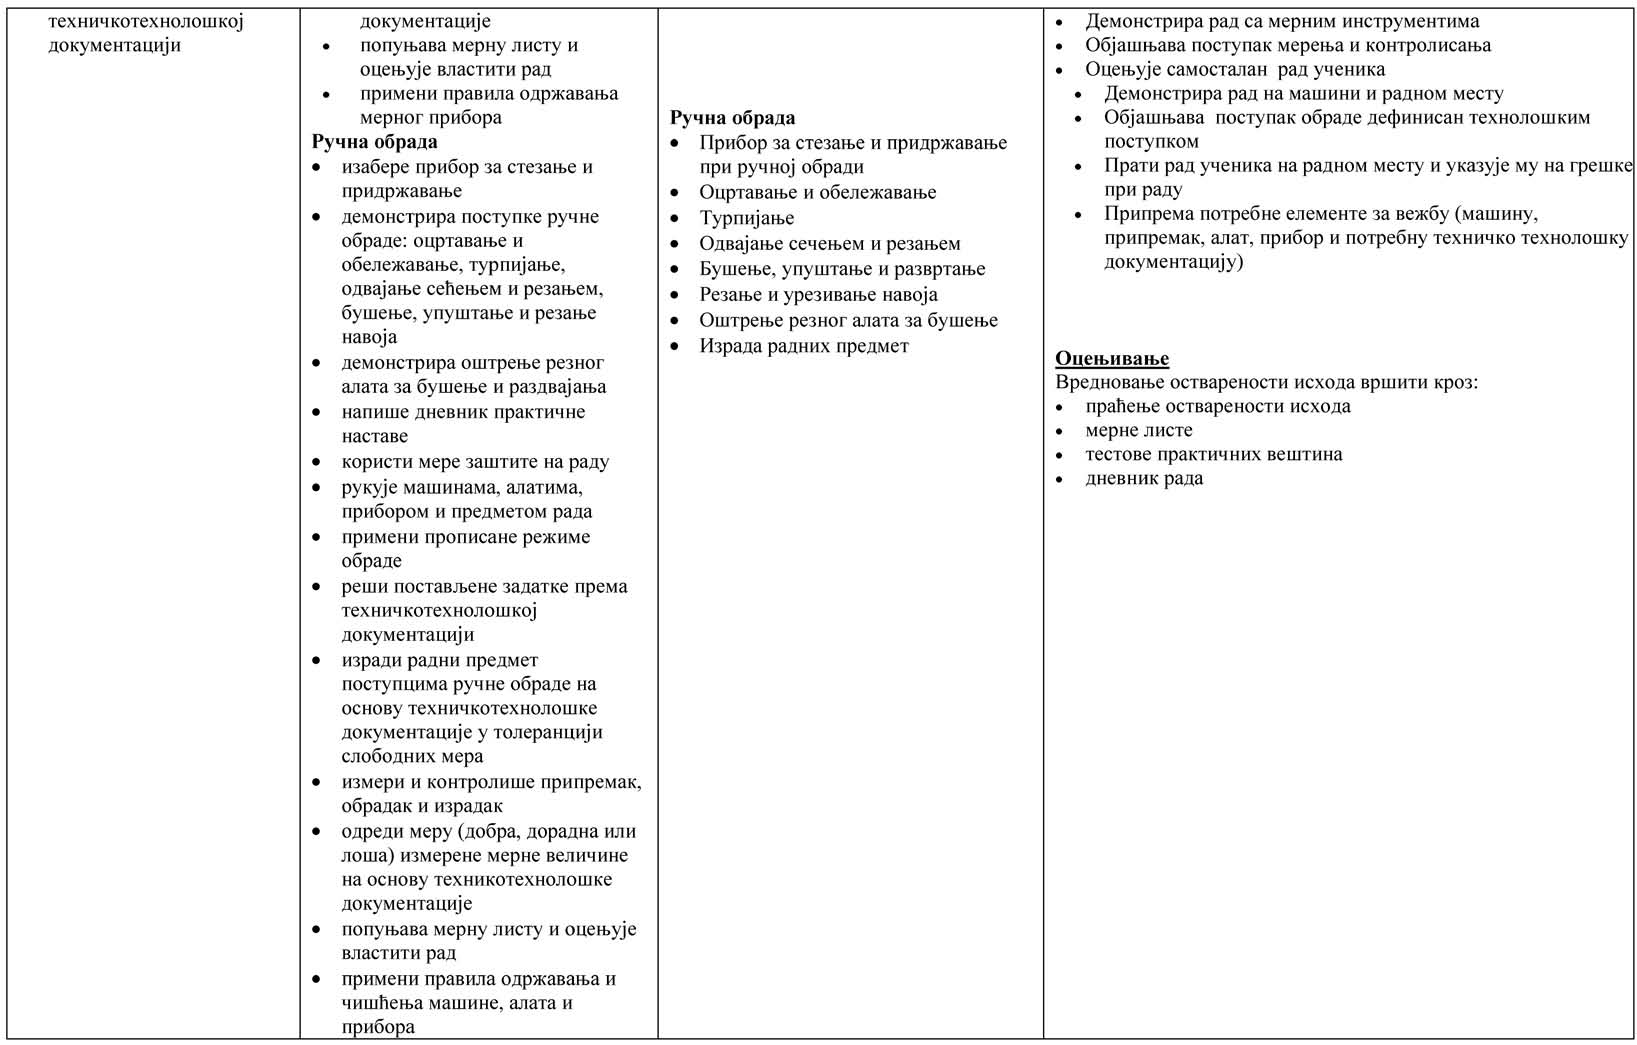 техничкотехнолошкој
документацији
документације
• попуњава мерну листу и
оцењује властити рад
• примени правила одржавања
мерног прибора
Ручна обрада
• изабере прибор за стезање и
придржавање
• демонстрира поступке ручне
обраде: оцртавање и
обележавање, турпијање,
одвајање сећењем и резањем,
бушење, упуштање и резање
навоја
• демонстрира оштрење резног
алата за бушење и раздвајања
• напише дневник практичне
наставе
• користи мере заштите на раду
• рукује машинама, алатима,
прибором и предметом рада
• примени прописане режиме
обраде
• реши постављене задатке према
техничкотехнолошкој
документацији
• изради радни предмет
поступцима ручне обраде на
основу техничкотехнолошке
документације у толеранцији
слободних мера
• измери и контролише припремак,
обрадак и израдак
• одреди меру (добра, дорадна или
лоша) измерене мерне величине
на основу техникотехнолошке
документације
• попуњава мерну листу и оцењује
властити рад
• примени правила одржавања и
чишћења машине, алата и
прибора
Ручна обрада
• Прибор за стезање и придржавање
при ручној обради
• Оцртавање и обележавање
• Турпијање
• Одвајање сечењем и резањем
• Бушење, упуштање и развртање
• Резање и урезивање навоја
• Оштрење резног алата за бушење
• Израда радних предмет
• Демонстрира рад са мерним инструментима
• Објашњава поступак мерења и контролисања
• Оцењује самосталан  рад ученика
• Демонстрира рад на машини и радном месту
• Објашњава  поступак обраде дефинисан технолошким
поступком
• Прати рад ученика на радном месту и указује му на грешке
при раду
• Припрема потребне елементе за вежбу (машину,
припремак, алат, прибор и потребну техничко технолошку
документацију)
Оцењивање
Вредновање остварености исхода вршити кроз:
• праћење остварености исхода
• мерне листе
• тестове практичних вештина
• дневник рада